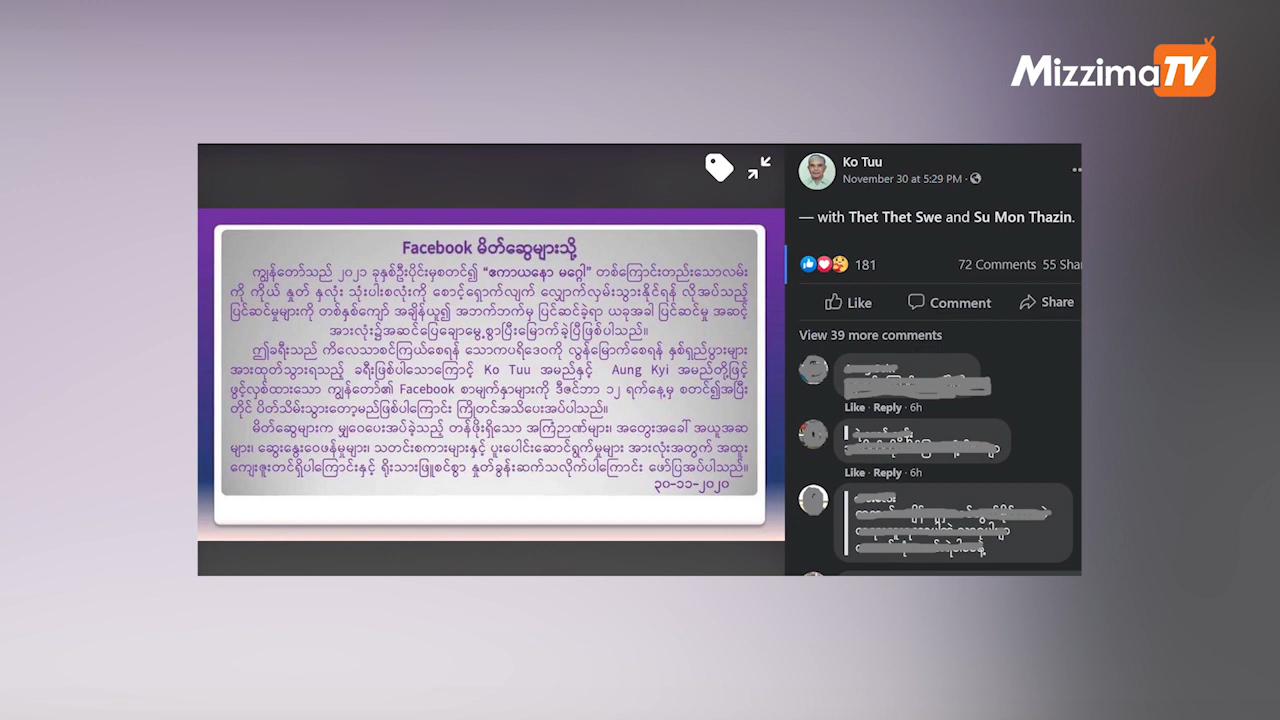 MizzimaTV
Facebook မိတ်ဆွေများသို့
ကျွန်တော်သည် ၂၀၂၁ ခုနှစ်ဦးပိုင်းမှစတင်၍ “ဧကာယနော မဂ္ဂေါ” တစ်ကြောင်းတည်းသောလမ်း
ကို ကိုယ် နှုတ် နှလုံး သုံးပါးစလုံးကို စောင့်ရှောက်လျက် လျှောက်လှမ်းသွားနိုင်ရန် လိုအပ်သည့်
ပြင်ဆင်မှုများကို တစ်နှစ်ကျော် အချိန်ယူ၍ အဘက်ဘက်မှ ပြင်ဆင်ခဲ့ရာ ယခုအခါ ပြင်ဆင်မှု အဆင့်
အားလုံး၌အဆင်ပြေချောမွေ့စွာပြီးမြောက်ခဲ့ပြီဖြစ်ပါသည်။
ဤခရီးသည် ကိလေသာစင်ကြယ်စေရန် သောကပရိဒေဝကို လွန်မြောက်စေရန် နှစ်ရှည်ပွားများ
အားထုတ်သွားရသည့် ခရီးဖြစ်ပါသောကြောင့် Ko Tuu အမည်နှင့် Aung Kyi အမည်တို့ဖြင့်
ဖွင့်လှစ်ထားသော ကျွန်တော်၏ Facebook စာမျက်နှာများကို ဒီဇင်ဘာ ၁၂ ရက်နေ့မှ စတင်၍အပြီး
တိုင် ပိတ်သိမ်းသွားတော့မည်ဖြစ်ပါကြောင်း ကြိုတင်အသိပေးအပ်ပါသည်။
မိတ်ဆွေများက မျှဝေပေးအပ်ခဲ့သည့် တန်ဖိုးရှိသော အကြံဉာဏ်များ၊ အတွေးအခေါ် အယူအဆ
များ၊ ဆွေးနွေးဝေဖန်မှုများ၊ သတင်းစကားများနှင့် ပူးပေါင်းဆောင်ရွက်မှုများ အားလုံးအတွက် အထူး
ကျေးဇူးတင်ရှိပါကြောင်းနှင့် ရိုးသားဖြူစင်စွာ နှုတ်ခွန်းဆက်သလိုက်ပါကြောင်း ဖော်ပြအပ်ပါသည်။
၃၀-၁၁-၂၀၂၀
Ko Tuu
November 30 at 5:29 PM
— with Thet Thet Swe and Su Mon Thazin.
181 72 Comments 55 Shar
Like Comment Share
View 39 more comments
Like · Reply · 6h
Like · Reply · 6h